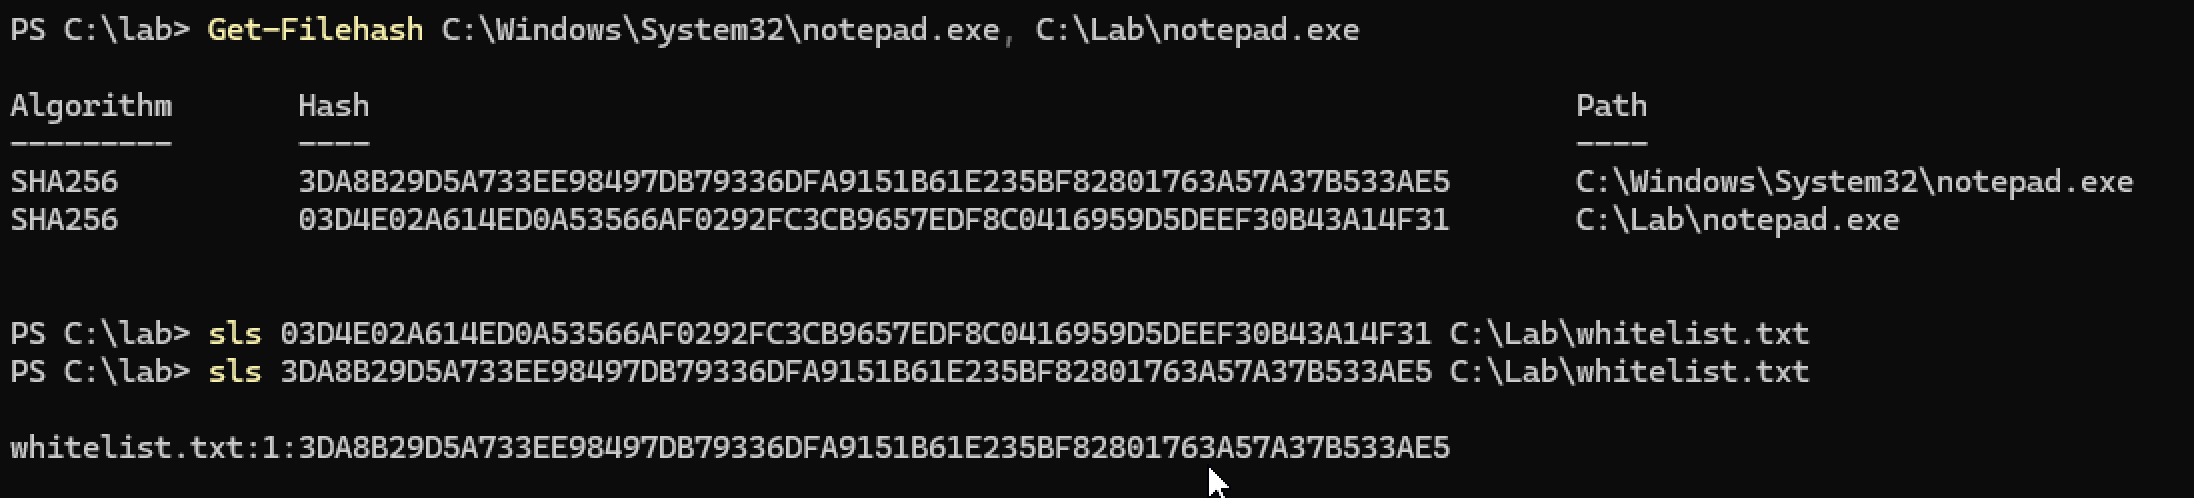 PS C:\lab> Get-Filehash C:\Windows\System32\notepad.exe, C:\Lab\notepad.exe
Algorithm Hash Path
--------- ---- ----
SHA256 3DA8B29D5A733EE98497DB79336DFA9151B61E235BF82801763A57A37B533AE5 C:\Windows\System32\notepad.exe
SHA256 03D4E02A614ED0A53566AF0292FC3CB9657EDF8C0416959D5DEEF30B43A14F31 C:\Lab\notepad.exe
PS C:\lab> sls 03D4E02A614ED0A53566AF0292FC3CB9657EDF8C0416959D5DEEF30B43A14F31 C:\Lab\whitelist.txt
PS C:\lab> sls 3DA8B29D5A733EE98497DB79336DFA9151B61E235BF82801763A57A37B533AE5 C:\Lab\whitelist.txt
whitelist.txt:1:3DA8B29D5A733EE98497DB79336DFA9151B61E235BF82801763A57A37B533AE5